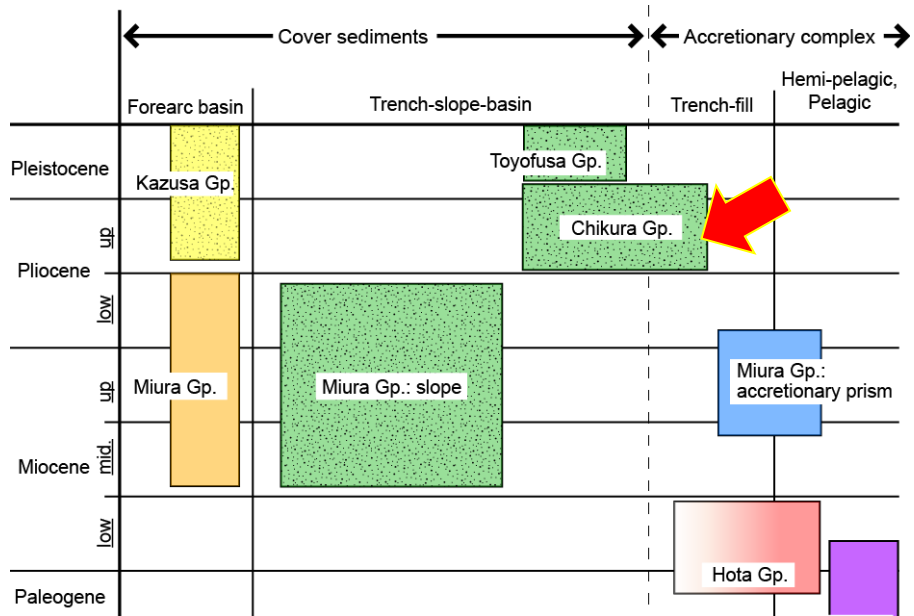 Cover sediments
Accretionary complex
Forearc basin
Trench-slope-basin
Trench-fill
Hemi-pelagic,
Pelagic
Pleistocene
Kazusa Gp.
Toyofusa Gp.
up
Chikura Gp.
Pliocene
low
up
Miura Gp.
Miura Gp.: slope
Miura Gp.:
accretionary prism
mid.
Miocene
low
Hota Gp.
Paleogene